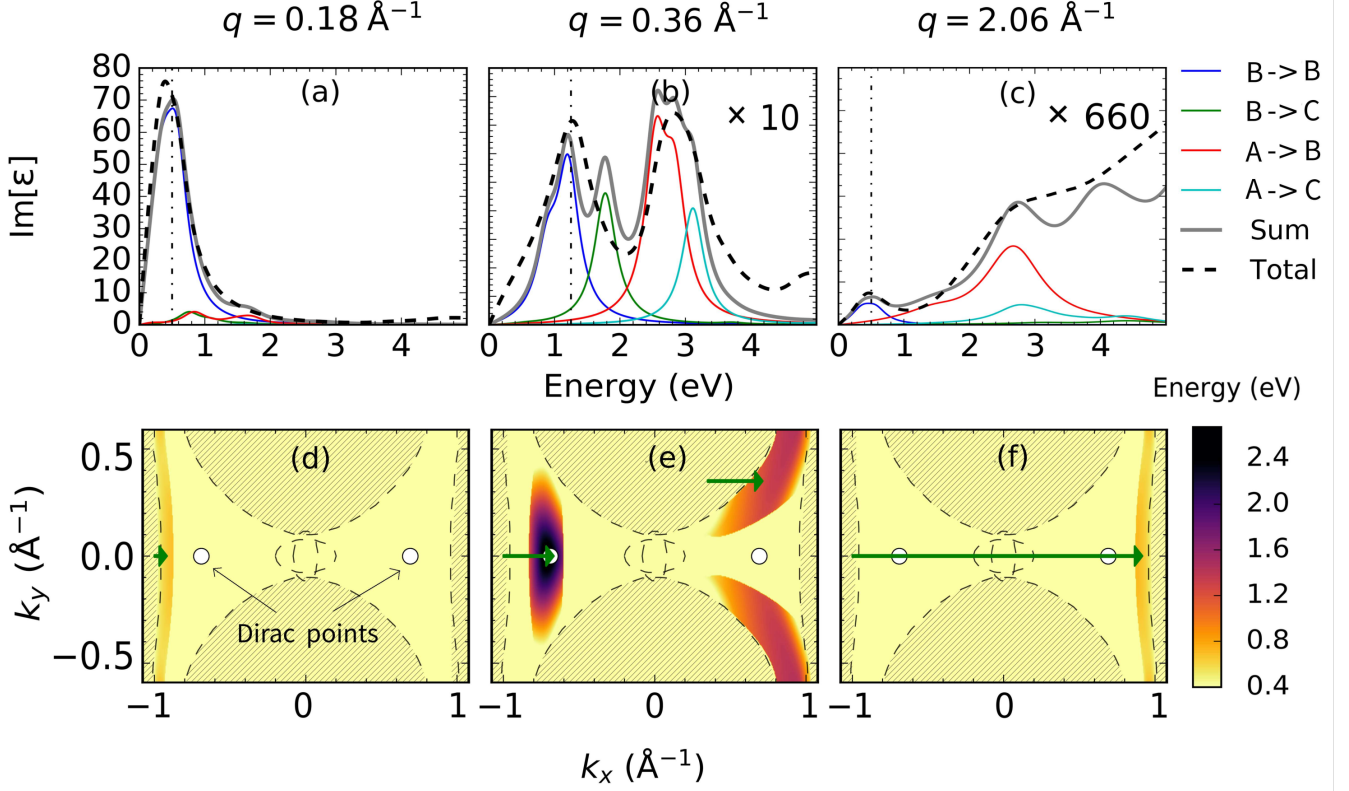 q = 0.18 Å⁻¹
q = 0.36 Å⁻¹
q = 2.06 Å⁻¹
Im[ε]
80
70
60
50
40
30
20
10
0
(a)
0 1 2 3 4
(b)
× 10
0 1 2 3 4
(c)
× 660
0 1 2 3 4
Energy (eV)
B->B
B->C
A->B
A->C
Sum
Total
k_y (Å⁻¹)
0.5
0.0
−0.5
(d)
Dirac points
−1 0 1
(e)
−1 0 1
(f)
−1 0 1
k_x (Å⁻¹)
Energy (eV)
2.4
2.0
1.6
1.2
0.8
0.4